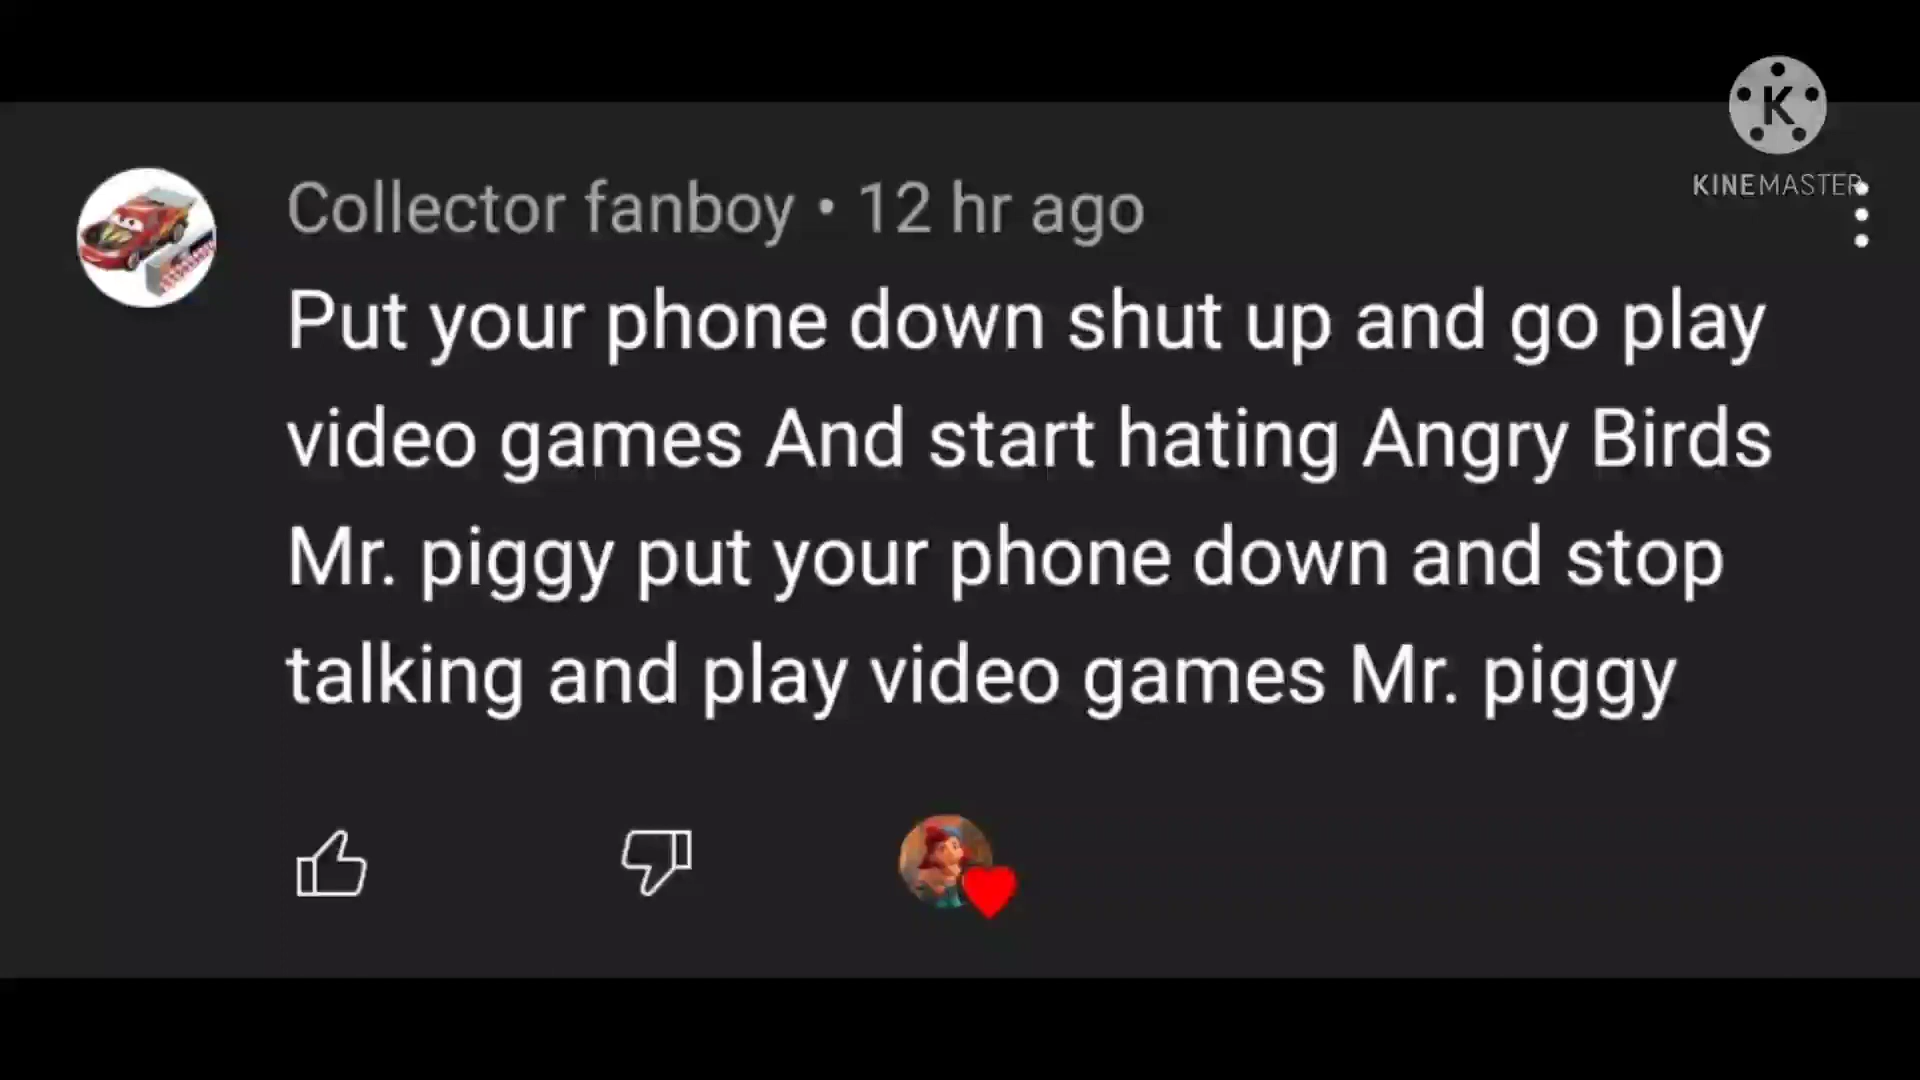 K
KINEMASTER
Collector fanboy • 12 hr ago
Put your phone down shut up and go play
video games And start hating Angry Birds
Mr. piggy put your phone down and stop
talking and play video games Mr. piggy